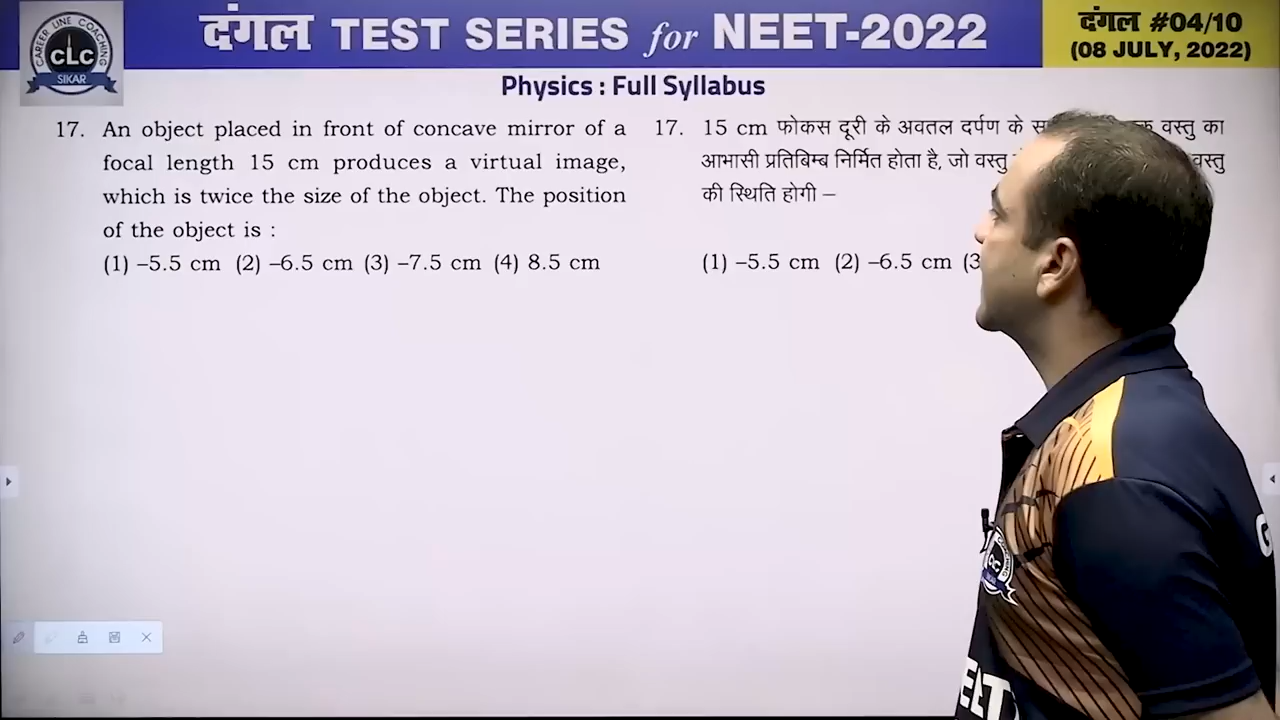 CAREER LINE COACHING
CLC
SIKAR
दंगल TEST SERIES for NEET-2022
दंगल #04/10
(08 JULY, 2022)
Physics : Full Syllabus
17. An object placed in front of concave mirror of a
focal length 15 cm produces a virtual image,
which is twice the size of the object. The position
of the object is :
(1) –5.5 cm (2) –6.5 cm (3) –7.5 cm (4) 8.5 cm
17. 15 cm फोकस दूरी के अवतल दर्पण के वस्तु का
आभासी प्रतिबिम्ब निर्मित होता है, जो वस्तु वस्तु
की स्थिति होगी –
(1) –5.5 cm (2) –6.5 cm (3
G